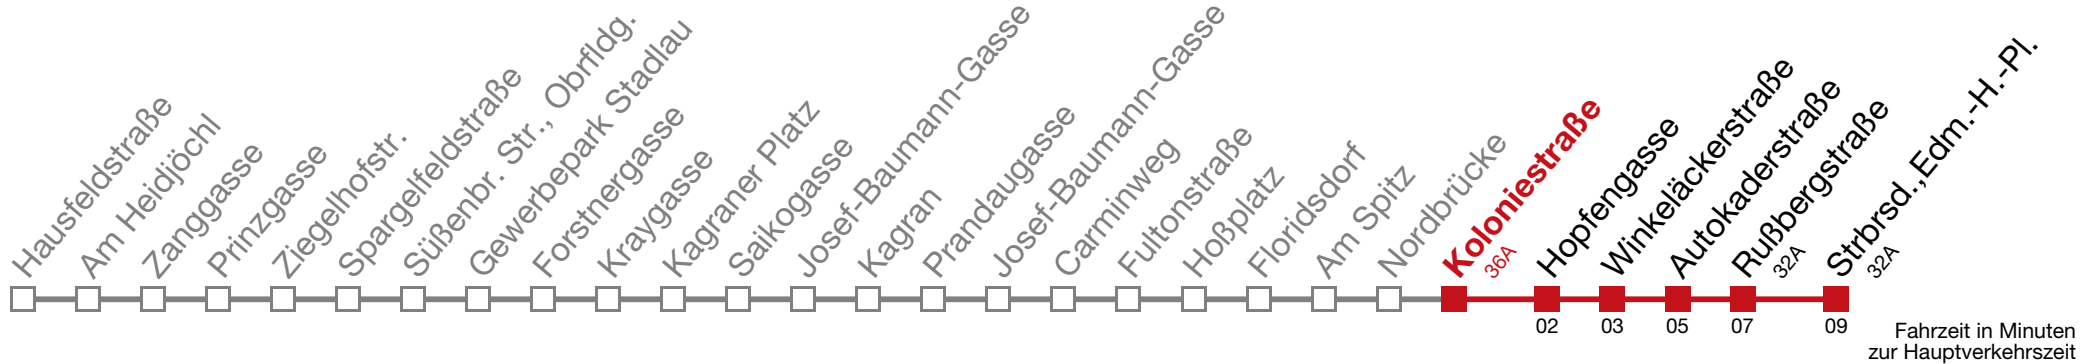 Hausfeldstraße
Am Heidjöchl
Zanggasse
Prinzgasse
Ziegelhofstr.
Spargelfeldstraße
Süßenbr. Str., Obrfldg.
Gewerbepark Stadlau
Forstnergasse
Kraygasse
Kagraner Platz
Saikogasse
Josef-Baumann-Gasse
Kagran
Prandaugasse
Josef-Baumann-Gasse
Carminweg
Fultonstraße
Hoßplatz
Floridsdorf
Am Spitz
Nordbrücke
Koloniestraße
36A
Hopfengasse
Winkeläckerstraße
Autokaderstraße
Rußbergstraße
32A
Strbrsd.,Edm.-H.-Pl.
32A
02 03 05 07 09
Fahrzeit in Minuten
zur Hauptverkehrszeit